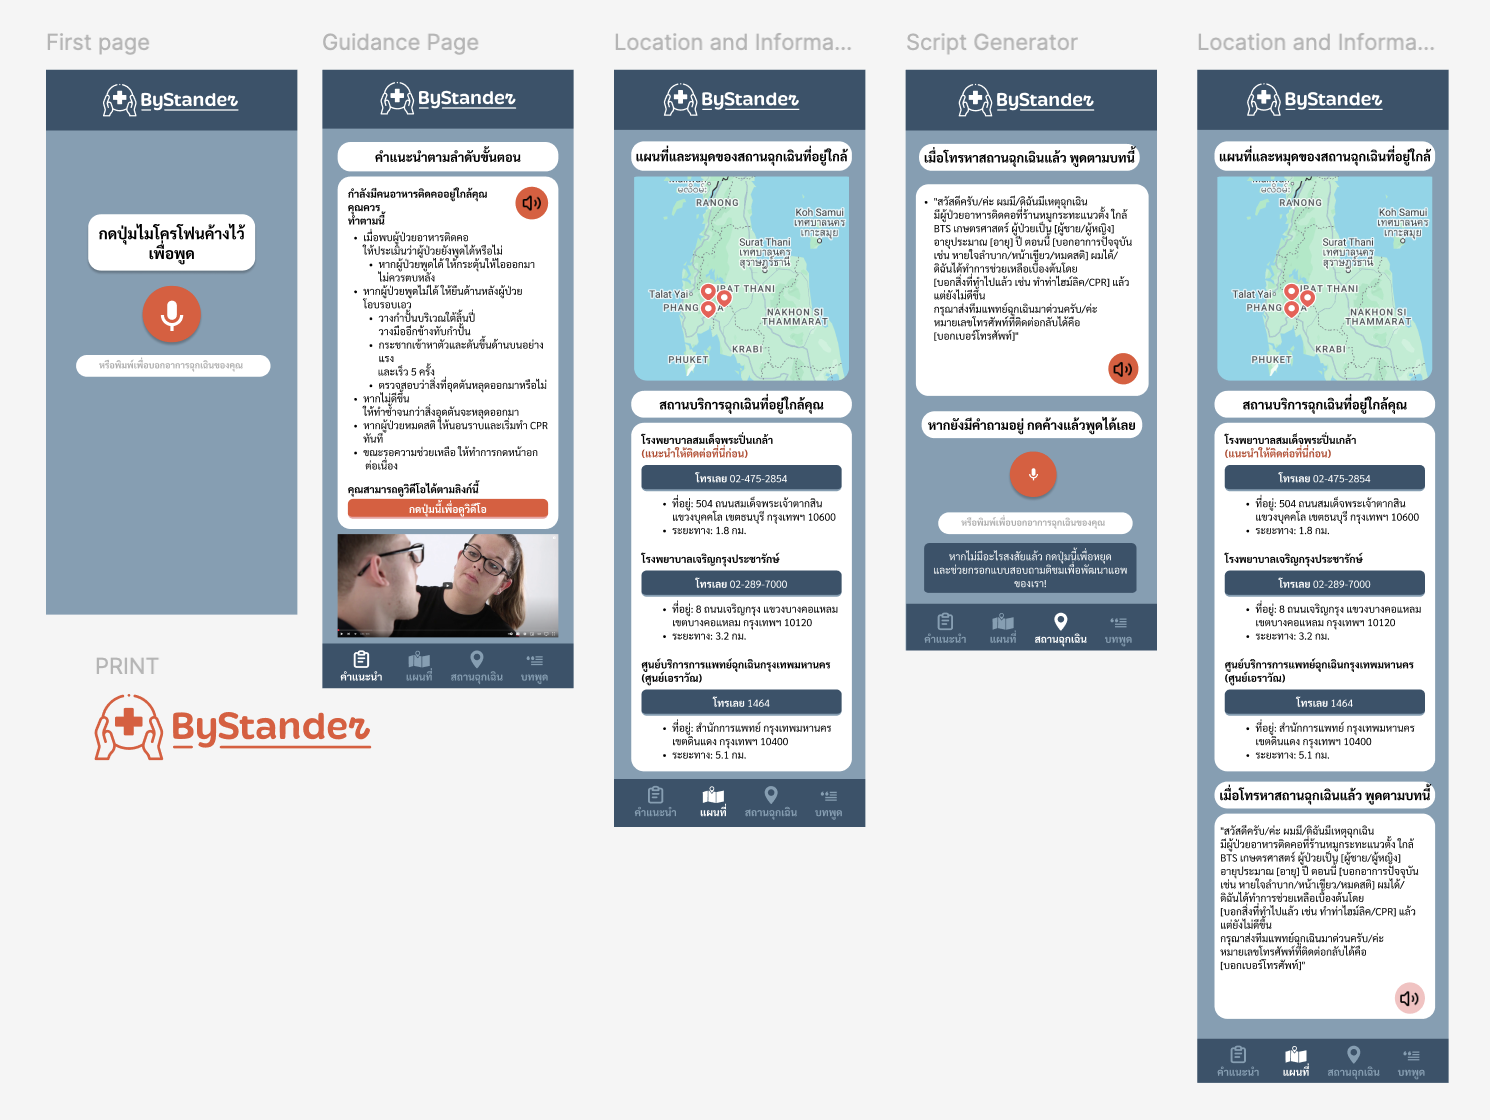 First page
ByStander
กดปุ่มไมโครโฟนค้างไว้
เพื่อพูด
หรือพิมพ์เพื่อบอกอาการฉุกเฉินของคุณ
PRINT
ByStander
Guidance Page
ByStander
คำแนะนำตามลำดับขั้นตอน
กำลังมีคนอาหารติดคออยู่ใกล้คุณ
คุณควร
ทำตามนี้
• เมื่อพบผู้ป่วยอาหารติดคอ
ให้ประเมินว่าผู้ป่วยยังพูดได้หรือไม่
• หากผู้ป่วยพูดได้ ให้กระตุ้นให้ไอออกมา
ไม่ควรตบหลัง
• หากผู้ป่วยพูดไม่ได้ ให้ยืนด้านหลังผู้ป่วย
โอบรอบเอว
• วางกำปั้นบริเวณใต้ลิ้นปี่
วางมืออีกข้างทับกำปั้น
• กระชากเข้าหาตัวและดันขึ้นด้านบนอย่าง
แรง
และเร็ว 5 ครั้ง
• ตรวจสอบว่าสิ่งที่อุดตันหลุดออกมาหรือไม่
• หากไม่ดีขึ้น
ให้ทำซ้ำจนกว่าสิ่งอุดตันจะหลุดออกมา
• หากผู้ป่วยหมดสติ ให้นอนราบและเริ่มทำ CPR
ทันที
• ขณะรอความช่วยเหลือ ให้ทำการกดหน้าอก
ต่อเนื่อง
คุณสามารถดูวิดีโอได้ตามลิงก์นี้
กดปุ่มนี้เพื่อดูวิดีโอ
คำแนะนำ
แผนที่
สถานฉุกเฉิน
บทพูด
Location and Informa...
ByStander
แผนที่และหมุดของสถานฉุกเฉินที่อยู่ใกล้
RANONG
Koh Samui
เทศบาลนคร
เกาะสมุย
Surat Thani
เทศบาลนคร
สุราษฎร์ธานี
RAT THANI
Talat Yai
PHANG
NAKHON SI
THAMMARAT
KRABI
PHUKET
สถานบริการฉุกเฉินที่อยู่ใกล้คุณ
โรงพยาบาลสมเด็จพระปิ่นเกล้า
(แนะนำให้ติดต่อที่นี่ก่อน)
โทรเลย 02-475-2854
• ที่อยู่: 504 ถนนสมเด็จพระเจ้าตากสิน
แขวงบุคคโล เขตธนบุรี กรุงเทพฯ 10600
• ระยะทาง: 1.8 กม.
โรงพยาบาลเจริญกรุงประชารักษ์
โทรเลย 02-289-7000
• ที่อยู่: 8 ถนนเจริญกรุง แขวงบางคอแหลม
เขตบางคอแหลม กรุงเทพฯ 10120
• ระยะทาง: 3.2 กม.
ศูนย์บริการการแพทย์ฉุกเฉินกรุงเทพมหานคร
(ศูนย์เอราวัณ)
โทรเลย 1464
• ที่อยู่: สำนักการแพทย์ กรุงเทพมหานคร
เขตดินแดง กรุงเทพฯ 10400
• ระยะทาง: 5.1 กม.
คำแนะนำ
แผนที่
สถานฉุกเฉิน
บทพูด
Script Generator
ByStander
เมื่อโทรหาสถานฉุกเฉินแล้ว พูดตามบทนี้
• "สวัสดีครับ/ค่ะ ผมมี/ดิฉันมีเหตุฉุกเฉิน
มีผู้ป่วยอาหารติดคอที่ร้านหมูกระทะแนวตั้ง ใกล้
BTS เกษตรศาสตร์ ผู้ป่วยเป็น [ผู้ชาย/ผู้หญิง]
อายุประมาณ [อายุ] ปี ตอนนี้ [บอกอาการปัจจุบัน
เช่น หายใจลำบาก/หน้าเขียว/หมดสติ] ผมได้/
ดิฉันได้ทำการช่วยเหลือเบื้องต้นโดย
[บอกสิ่งที่ทำไปแล้ว เช่น ทำท่าไฮม์ลิค/CPR] แล้ว
แต่ยังไม่ดีขึ้น
กรุณาส่งทีมแพทย์ฉุกเฉินมาด่วนครับ/ค่ะ
หมายเลขโทรศัพท์ที่ติดต่อกลับได้คือ
[บอกเบอร์โทรศัพท์]"
หากยังมีคำถามอยู่ กดค้างแล้วพูดได้เลย
หรือพิมพ์เพื่อบอกอาการฉุกเฉินของคุณ
หากไม่มีอะไรสงสัยแล้ว กดปุ่มนี้เพื่อหยุด
และช่วยกรอกแบบสอบถามติชมเพื่อพัฒนาแอพ
ของเรา!
คำแนะนำ
แผนที่
สถานฉุกเฉิน
บทพูด
Location and Informa...
ByStander
แผนที่และหมุดของสถานฉุกเฉินที่อยู่ใกล้
RANONG
Koh Samui
เทศบาลนคร
เกาะสมุย
Surat Thani
เทศบาลนคร
สุราษฎร์ธานี
RAT THANI
Talat Yai
PHANG
NAKHON SI
THAMMARAT
KRABI
PHUKET
สถานบริการฉุกเฉินที่อยู่ใกล้คุณ
โรงพยาบาลสมเด็จพระปิ่นเกล้า
(แนะนำให้ติดต่อที่นี่ก่อน)
โทรเลย 02-475-2854
• ที่อยู่: 504 ถนนสมเด็จพระเจ้าตากสิน
แขวงบุคคโล เขตธนบุรี กรุงเทพฯ 10600
• ระยะทาง: 1.8 กม.
โรงพยาบาลเจริญกรุงประชารักษ์
โทรเลย 02-289-7000
• ที่อยู่: 8 ถนนเจริญกรุง แขวงบางคอแหลม
เขตบางคอแหลม กรุงเทพฯ 10120
• ระยะทาง: 3.2 กม.
ศูนย์บริการการแพทย์ฉุกเฉินกรุงเทพมหานคร
(ศูนย์เอราวัณ)
โทรเลย 1464
• ที่อยู่: สำนักการแพทย์ กรุงเทพมหานคร
เขตดินแดง กรุงเทพฯ 10400
• ระยะทาง: 5.1 กม.
เมื่อโทรหาสถานฉุกเฉินแล้ว พูดตามบทนี้
"สวัสดีครับ/ค่ะ ผมมี/ดิฉันมีเหตุฉุกเฉิน
มีผู้ป่วยอาหารติดคอที่ร้านหมูกระทะแนวตั้ง ใกล้
BTS เกษตรศาสตร์ ผู้ป่วยเป็น [ผู้ชาย/ผู้หญิง]
อายุประมาณ [อายุ] ปี ตอนนี้ [บอกอาการปัจจุบัน
เช่น หายใจลำบาก/หน้าเขียว/หมดสติ] ผมได้/
ดิฉันได้ทำการช่วยเหลือเบื้องต้นโดย
[บอกสิ่งที่ทำไปแล้ว เช่น ทำท่าไฮม์ลิค/CPR] แล้ว
แต่ยังไม่ดีขึ้น
กรุณาส่งทีมแพทย์ฉุกเฉินมาด่วนครับ/ค่ะ
หมายเลขโทรศัพท์ที่ติดต่อกลับได้คือ
[บอกเบอร์โทรศัพท์]"
คำแนะนำ
แผนที่
สถานฉุกเฉิน
บทพูด